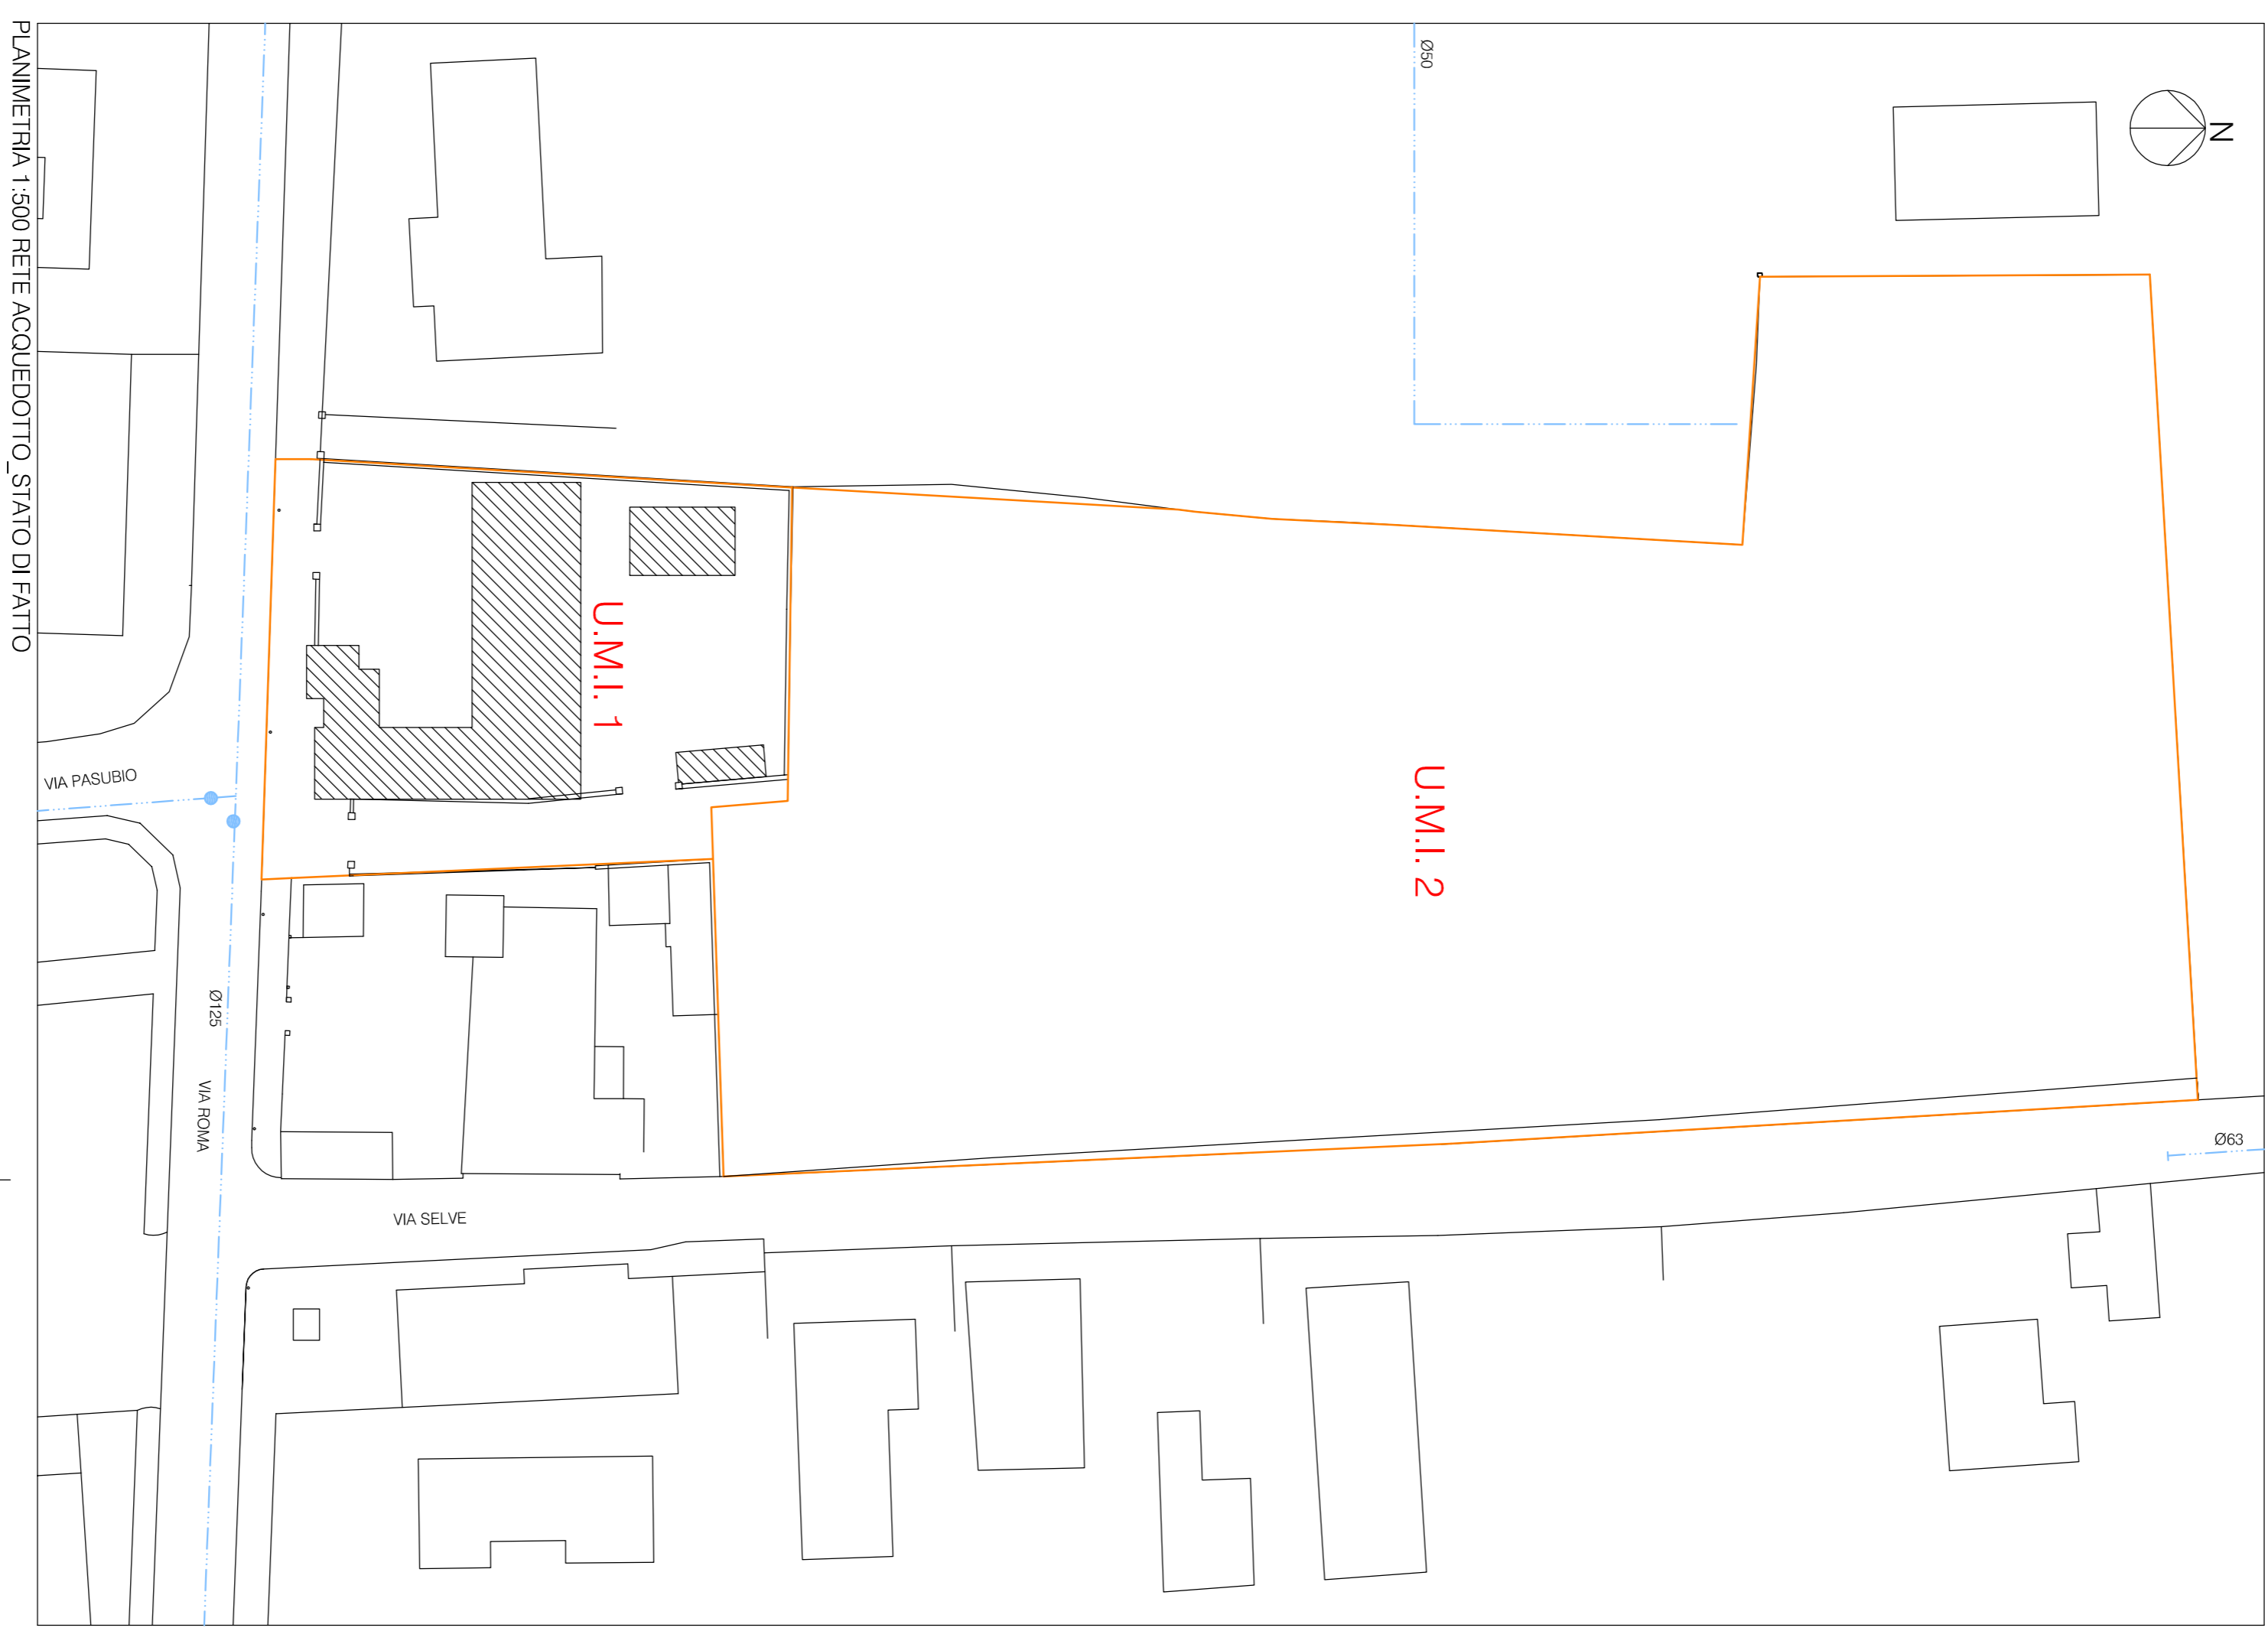 PLANIMETRIA 1:500 RETE ACQUEDOTTO_STATO DI FATTO
N
Ø50
U.M.I. 1
U.M.I. 2
VIA PASUBIO
Ø125
VIA ROMA
VIA SELVE
Ø63